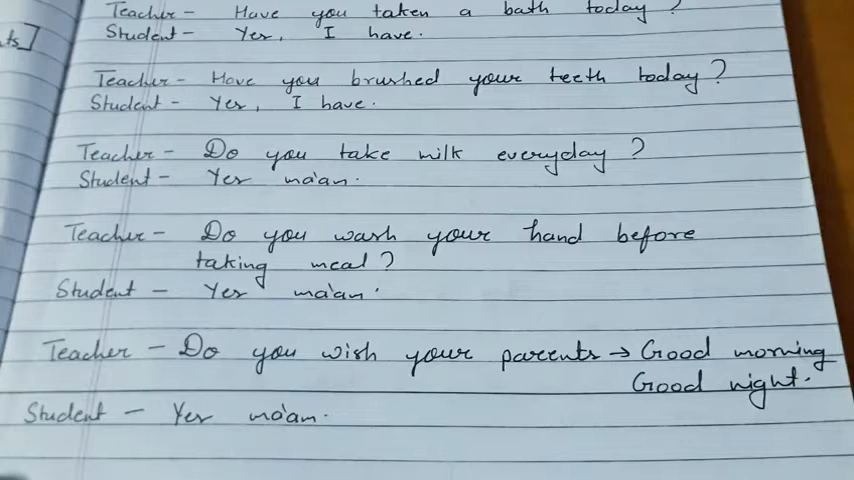 Teacher - Have you taken a bath today ?
ts]
Student - Yes, I have.
Teacher - Have you brushed your teeth today ?
Student - Yes, I have.
Teacher - Do you take milk everyday ?
Student - Yes ma'am.
Teacher - Do you wash your hand before
taking meal ?
Student - Yes ma'am.
Teacher - Do you wish your parents → Good morning
Good night.
Student - Yes ma'am.